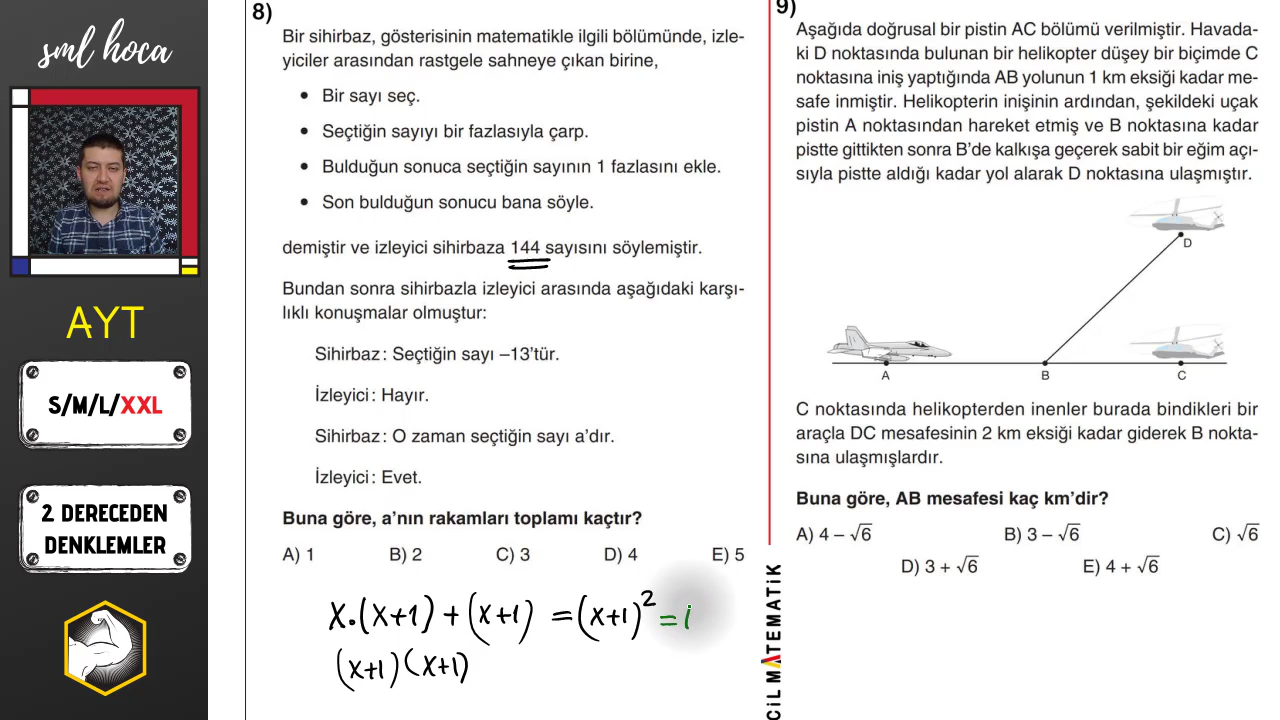 sml hoca
AYT
S/M/L/XXL
2. DERECEDEN
DENKLEMLER
8)
Bir sihirbaz, gösterisinin matematikle ilgili bölümünde, izle-
yiciler arasından rastgele sahneye çıkan birine,
• Bir sayı seç.
• Seçtiğin sayıyı bir fazlasıyla çarp.
• Bulduğun sonuca seçtiğin sayının 1 fazlasını ekle.
• Son bulduğun sonucu bana söyle.
demiştir ve izleyici sihirbaza 144 sayısını söylemiştir.
Bundan sonra sihirbazla izleyici arasında aşağıdaki karşı-
lıklı konuşmalar olmuştur:
Sihirbaz : Seçtiğin sayı –13'tür.
İzleyici : Hayır.
Sihirbaz : O zaman seçtiğin sayı a'dır.
İzleyici : Evet.
Buna göre, a'nın rakamları toplamı kaçtır?
A) 1 B) 2 C) 3 D) 4 E) 5
x.(x+1) + (x+1) = (x+1)² = 1
(x+1)(x+1)
9)
Aşağıda doğrusal bir pistin AC bölümü verilmiştir. Havada-
ki D noktasında bulunan bir helikopter düşey bir biçimde C
noktasına iniş yaptığında AB yolunun 1 km eksiği kadar me-
safe inmiştir. Helikopterin inişinin ardından, şekildeki uçak
pistin A noktasından hareket etmiş ve B noktasına kadar
pistte gittikten sonra B'de kalkışa geçerek sabit bir eğim açı-
sıyla pistte aldığı kadar yol alarak D noktasına ulaşmıştır.
D
A B C
C noktasında helikopterden inenler burada bindikleri bir
araçla DC mesafesinin 2 km eksiği kadar giderek B nokta-
sına ulaşmışlardır.
Buna göre, AB mesafesi kaç km'dir?
A) 4 – √6 B) 3 – √6 C) √6
D) 3 + √6 E) 4 + √6
ACİL MATEMATİK